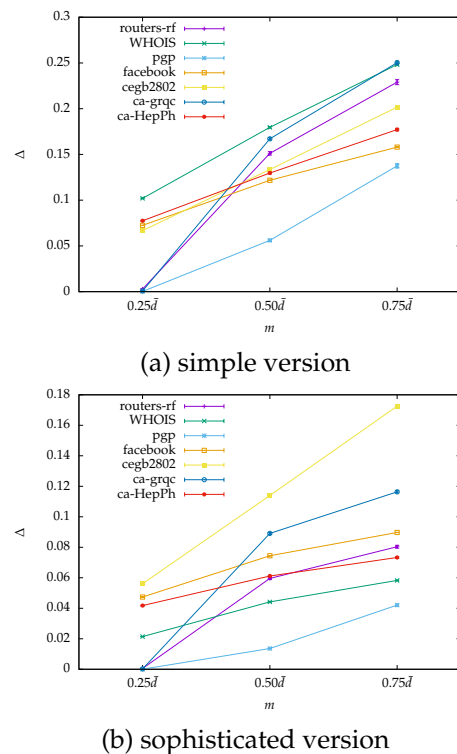 0.3
0.25
0.2
0.15
0.1
0.05
0
Δ
routers-rf
WHOIS
pgp
facebook
cegb2802
ca-grqc
ca-HepPh
0.25d̄ 0.50d̄ 0.75d̄
m
(a) simple version
0.18
0.16
0.14
0.12
0.1
0.08
0.06
0.04
0.02
0
Δ
routers-rf
WHOIS
pgp
facebook
cegb2802
ca-grqc
ca-HepPh
0.25d̄ 0.50d̄ 0.75d̄
m
(b) sophisticated version